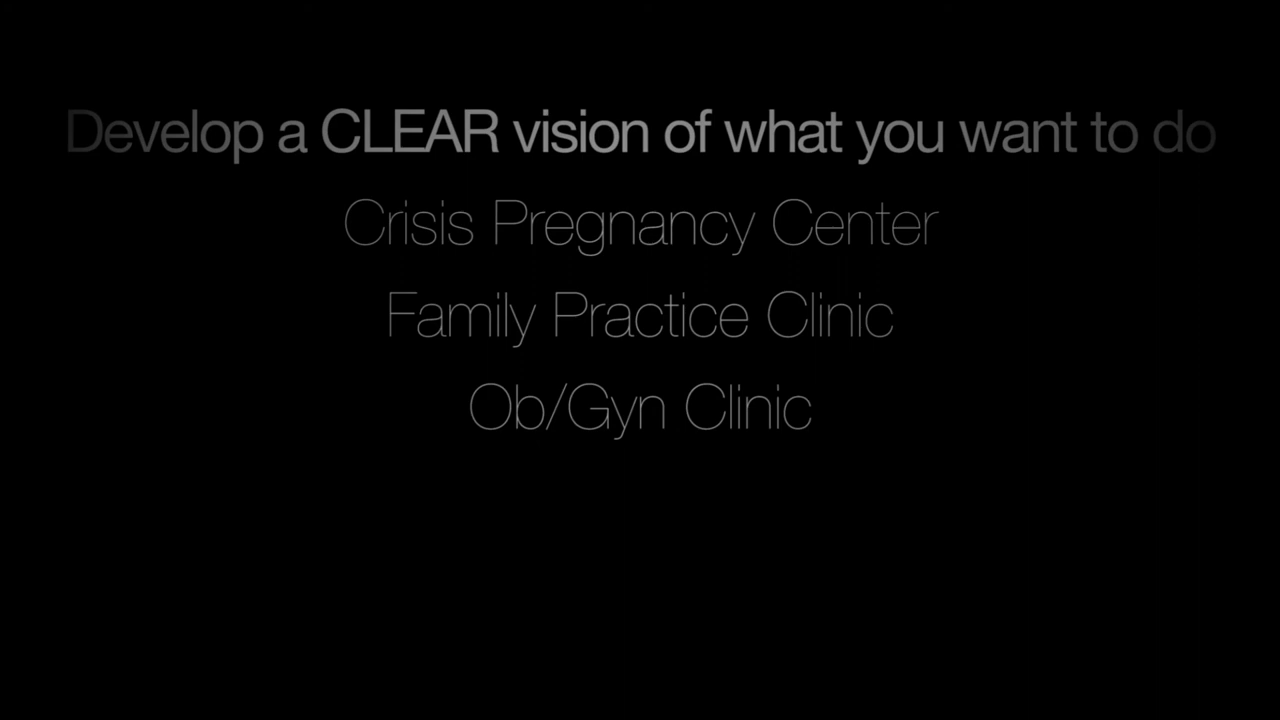 Develop a CLEAR vision of what you want to do
Crisis Pregnancy Center
Family Practice Clinic
Ob/Gyn Clinic